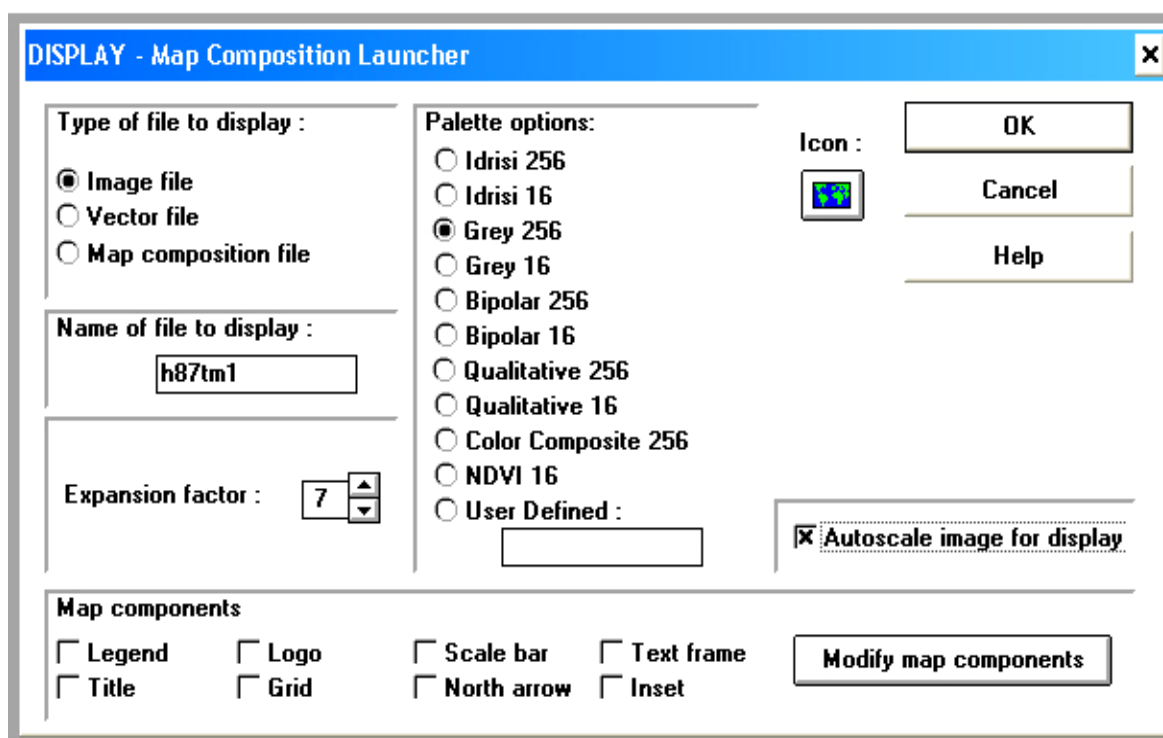 DISPLAY - Map Composition Launcher
Type of file to display :
Image file
Vector file
Map composition file
Name of file to display :
h87tm1
Expansion factor :
7
Palette options:
Idrisi 256
Idrisi 16
Grey 256
Grey 16
Bipolar 256
Bipolar 16
Qualitative 256
Qualitative 16
Color Composite 256
NDVI 16
User Defined :
Icon :
OK
Cancel
Help
Autoscale image for display
Map components
Legend Logo Scale bar Text frame
Title Grid North arrow Inset
Modify map components